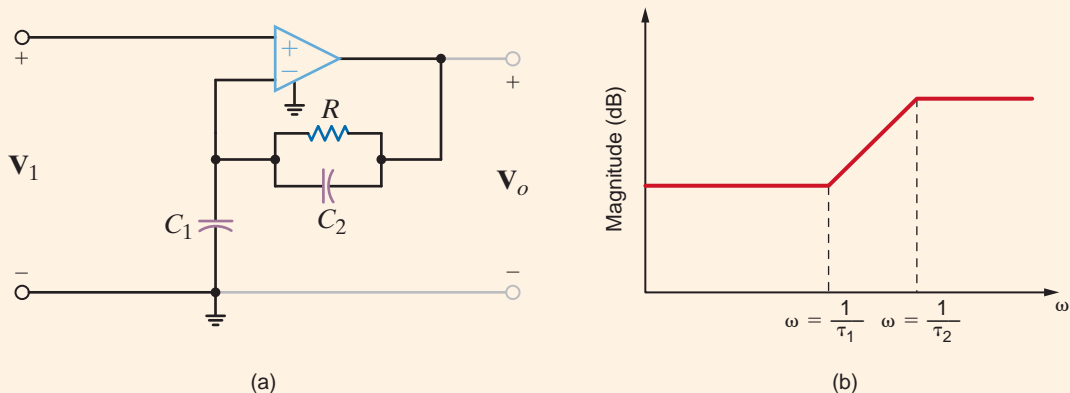 +
−
+
−
V1
R
C2
C1
+
−
Vo
(a)
Magnitude (dB)
ω
ω = 1/τ1 ω = 1/τ2
(b)